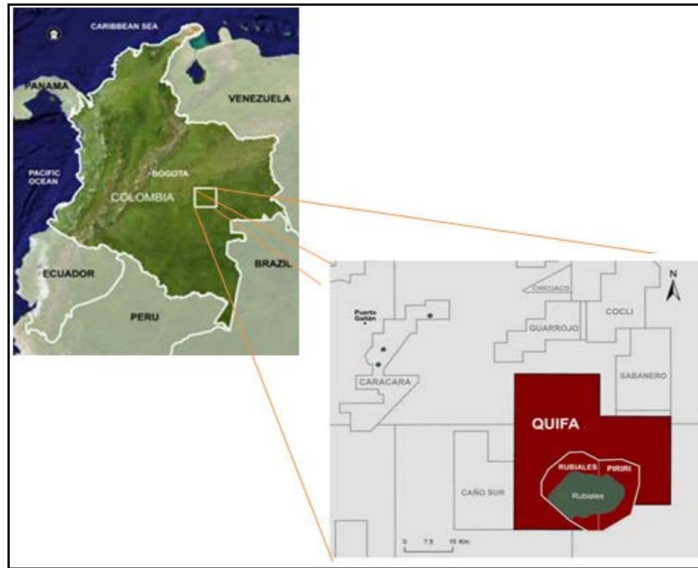 CARIBBEAN SEA
PANAMA
VENEZUELA
PACIFIC
OCEAN
BOGOTA
COLOMBIA
ECUADOR
BRAZIL
PERU
N
CHICUACO
Puerto
Gaitán
COCLI
GUARROJO
SABANERO
CARACARA
QUIFA
RUBIALES
PIRIRI
CAÑO SUR
Rubiales
0 7.5 15 Km